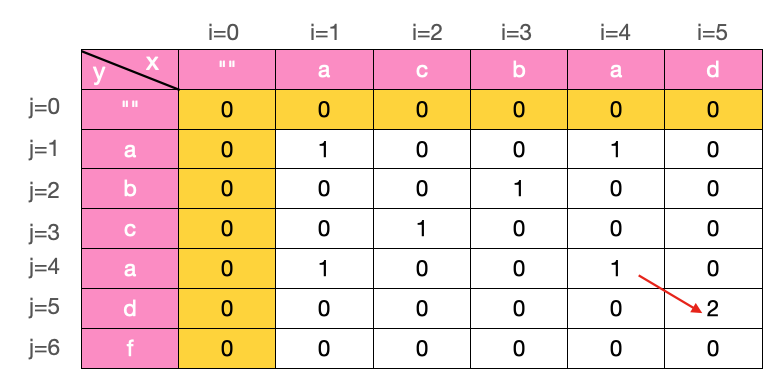 i=0 i=1 i=2 i=3 i=4 i=5
y x "" a c b a d
j=0 "" 0 0 0 0 0 0
j=1 a 0 1 0 0 1 0
j=2 b 0 0 0 1 0 0
j=3 c 0 0 1 0 0 0
j=4 a 0 1 0 0 1 0
j=5 d 0 0 0 0 0 2
j=6 f 0 0 0 0 0 0